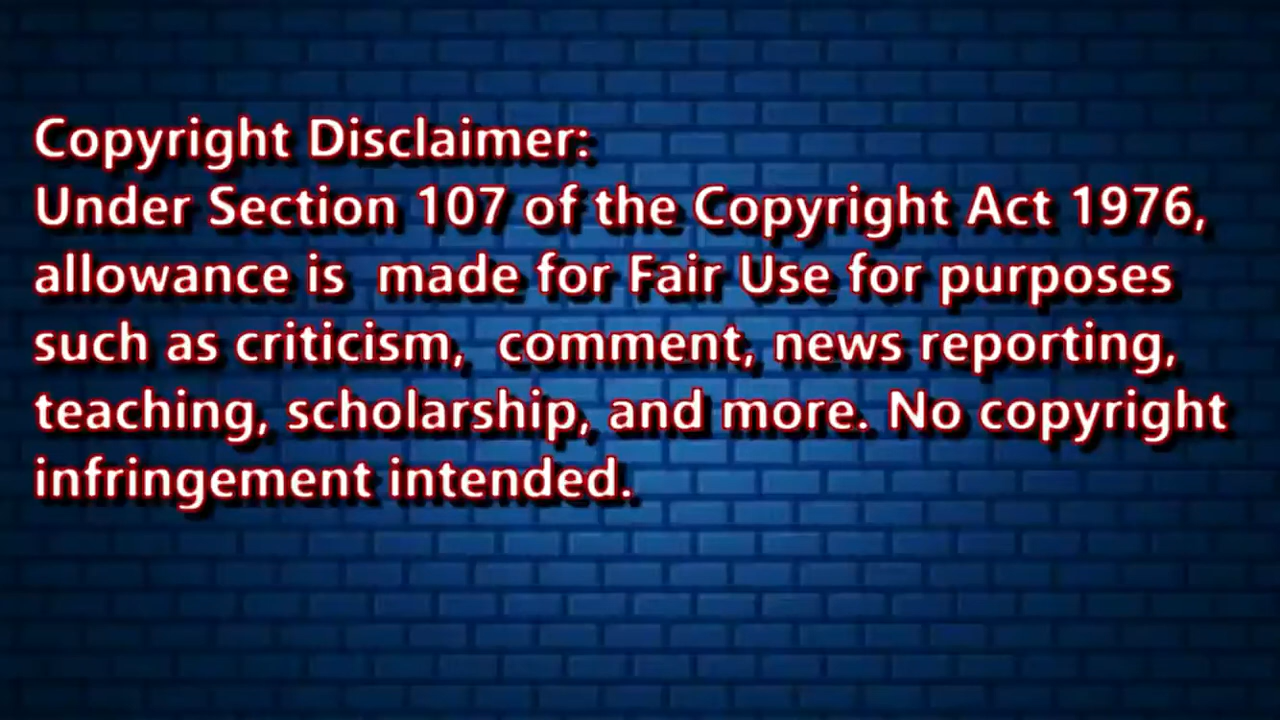 Copyright Disclaimer:
Under Section 107 of the Copyright Act 1976,
allowance is  made for Fair Use for purposes
such as criticism,  comment, news reporting,
teaching, scholarship, and more. No copyright
infringement intended.